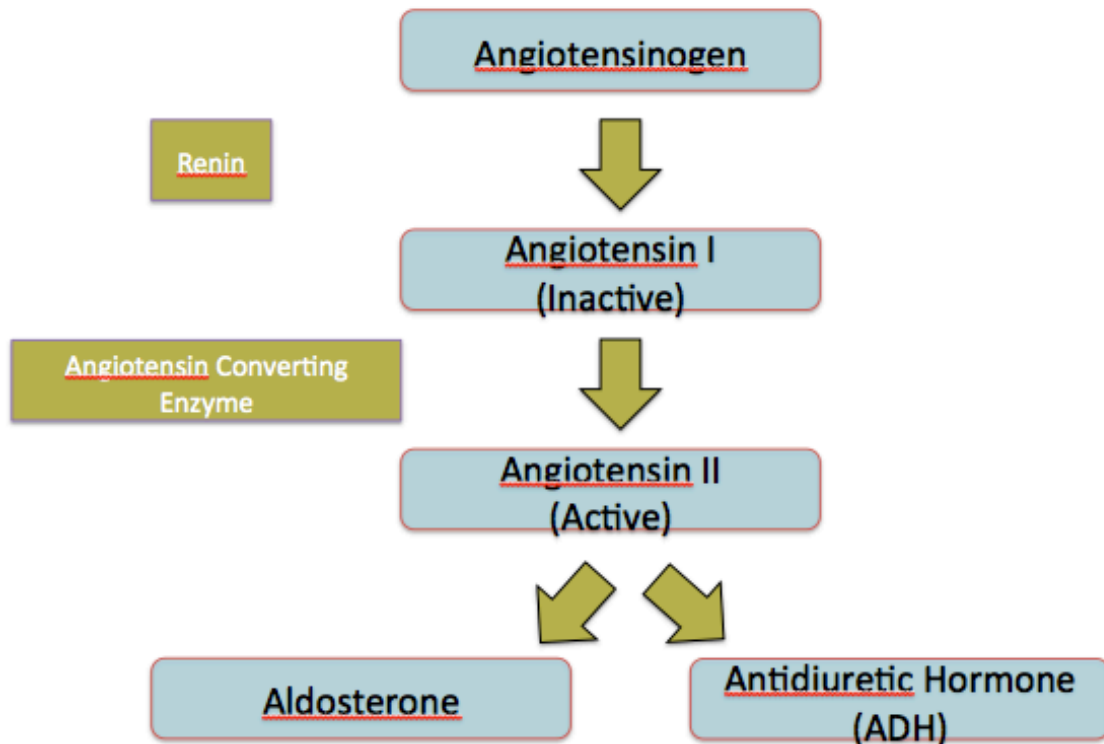 Angiotensinogen
Renin
Angiotensin I
(Inactive)
Angiotensin Converting
Enzyme
Angiotensin II
(Active)
Aldosterone
Antidiuretic Hormone
(ADH)